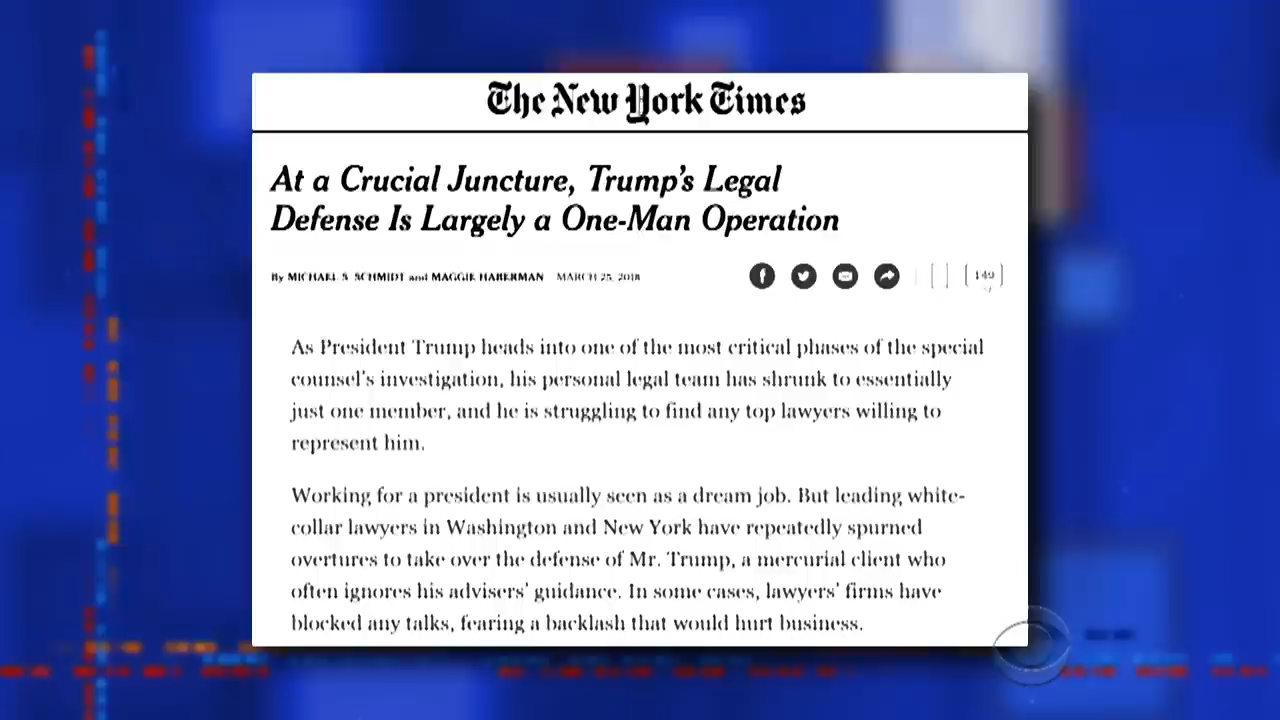 The New York Times
At a Crucial Juncture, Trump's Legal
Defense Is Largely a One-Man Operation
By MICHAEL S. SCHMIDT and MAGGIE HABERMAN MARCH 25, 2018
149
As President Trump heads into one of the most critical phases of the special
counsel's investigation, his personal legal team has shrunk to essentially
just one member, and he is struggling to find any top lawyers willing to
represent him.
Working for a president is usually seen as a dream job. But leading white-
collar lawyers in Washington and New York have repeatedly spurned
overtures to take over the defense of Mr. Trump, a mercurial client who
often ignores his advisers' guidance. In some cases, lawyers' firms have
blocked any talks, fearing a backlash that would hurt business.